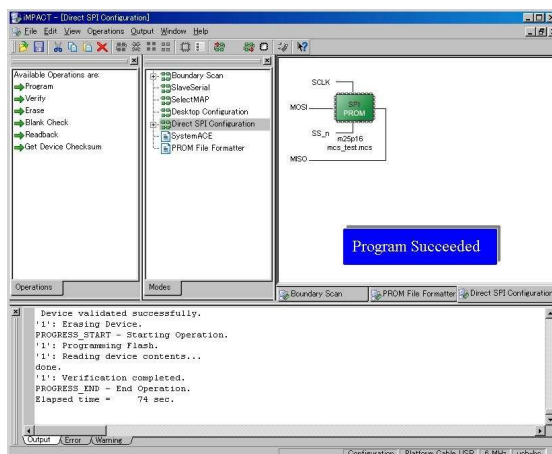 iMPACT - [Direct SPI Configuration]
File Edit View Operations Output Window Help
Available Operations are:
Program
Verify
Erase
Blank Check
Readback
Get Device Checksum
Operations
Boundary Scan
SlaveSerial
SelectMAP
Desktop Configuration
Direct SPI Configuration
SystemACE
PROM File Formatter
Modes
SCLK
MOSI
SPI
PROM
SS_n
m25p16
mcs_test.mcs
MISO
Program Succeeded
Boundary Scan
PROM File Formatter
Direct SPI Configuration
Device validated successfully.
'1': Erasing Device.
PROGRESS_START - Starting Operation.
'1': Programming Flash.
'1': Reading device contents...
done.
'1': Verification completed.
PROGRESS_END - End Operation.
Elapsed time = 74 sec.
Output Error Warning
Configuration Platform Cable USB 6 MHz usb-hs